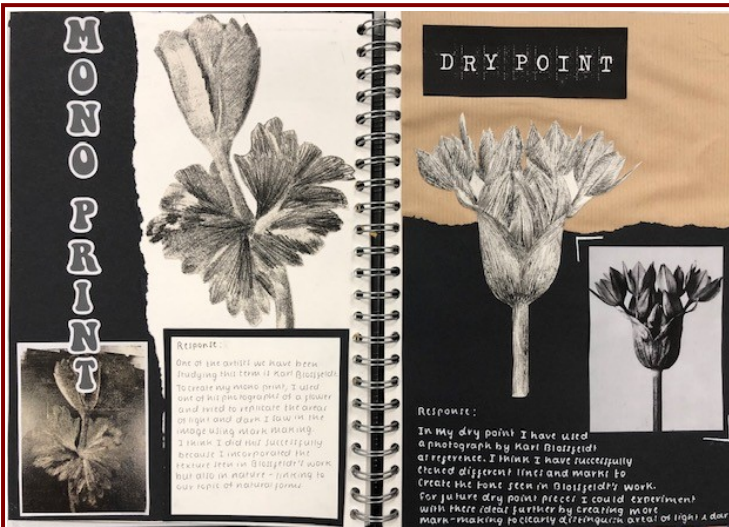 MONO PRINT
Response:
One of the artists we have been
studying this term is Karl Blossfeldt.
To create my mono print, I used
one of his photographs of a flower
and tried to replicate the areas
of light and dark I saw in the
image using mark making.
I think I did this successfully
because I incorporated the
texture seen in Blossfeldt's work
but also in nature - linking to
our topic of natural forms
DRY POINT
Response:
In my dry point I have used
a photograph by Karl Blossfeldt
as reference. I think I have successfully
etched different lines and marks to
create the tone seen in Blossfeldt's work.
For future dry point pieces I could experiment
with these ideas further by creating more
mark-making to clearly distinguish areas of light & dark